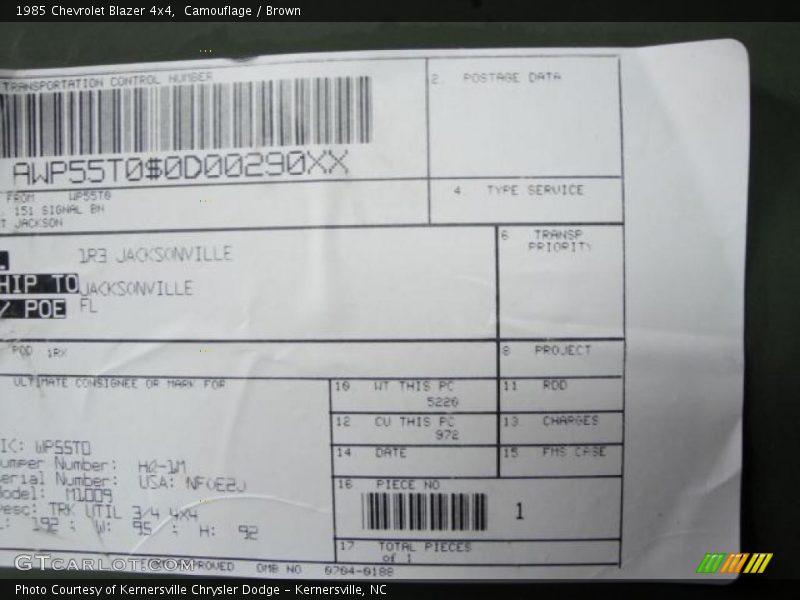 1985 Chevrolet Blazer 4x4, Camouflage / Brown
TRANSPORTATION CONTROL NUMBER
AWP55T0$0D00290XX
2. POSTAGE DATA
FROM WP55T0
151 SIGNAL BN
T JACKSON
4. TYPE SERVICE
1R3 JACKSONVILLE
HIP TO JACKSONVILLE
/ POE FL
6 TRANSP
PRIORITY
POD 1RX
8 PROJECT
ULTIMATE CONSIGNEE OR MARK FOR
10 WT THIS PC
5220
11 RDD
12 CU THIS PC
972
13 CHARGES
14 DATE
15 FMS CASE
IC: WP55T0
umper Number: HQ-1M
erial Number: USA: NF0E2J
odel: M1009
esc: TRK UTIL 3/4 4X4
L: 192 ; W: 95 ; H: 92
16 PIECE NO
1
17 TOTAL PIECES
of 1
GTcarlot.com
PROVED OMB NO 0704-0188
Photo Courtesy of Kernersville Chrysler Dodge – Kernersville, NC